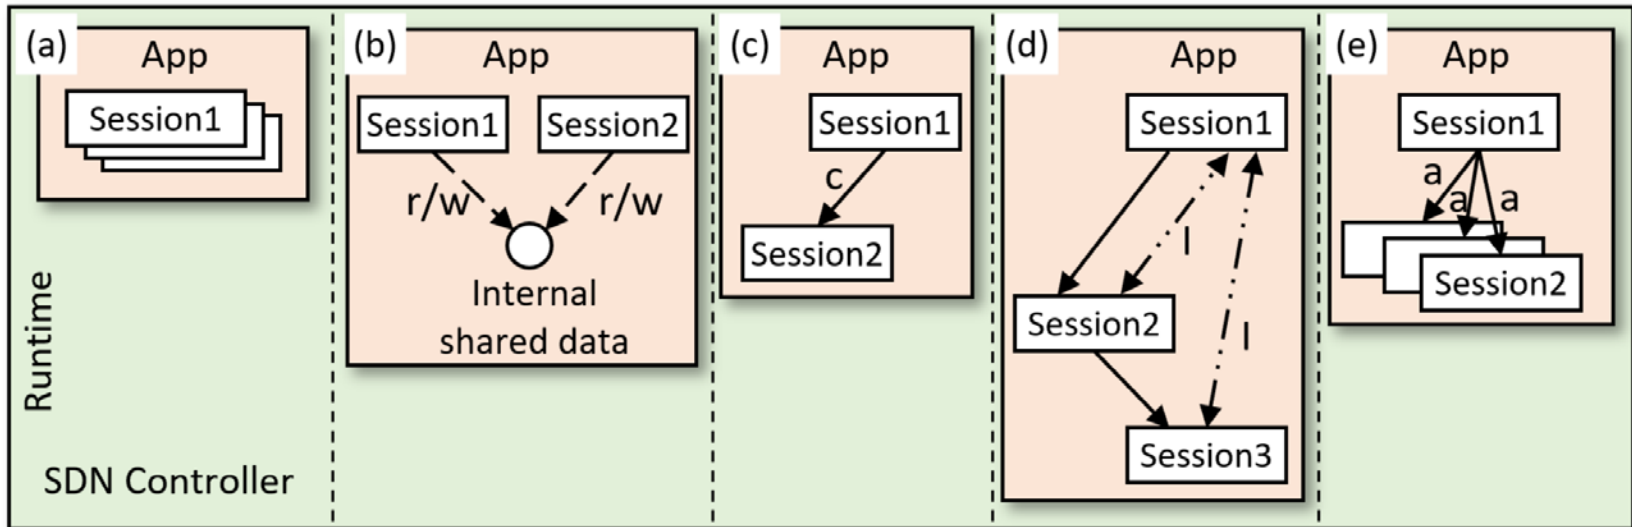 (a)
App
Session1
Runtime
SDN Controller
(b)
App
Session1
Session2
r/w
r/w
Internal
shared data
(c)
App
Session1
c
Session2
(d)
App
Session1
l
Session2
l
Session3
(e)
App
Session1
a
a
a
Session2